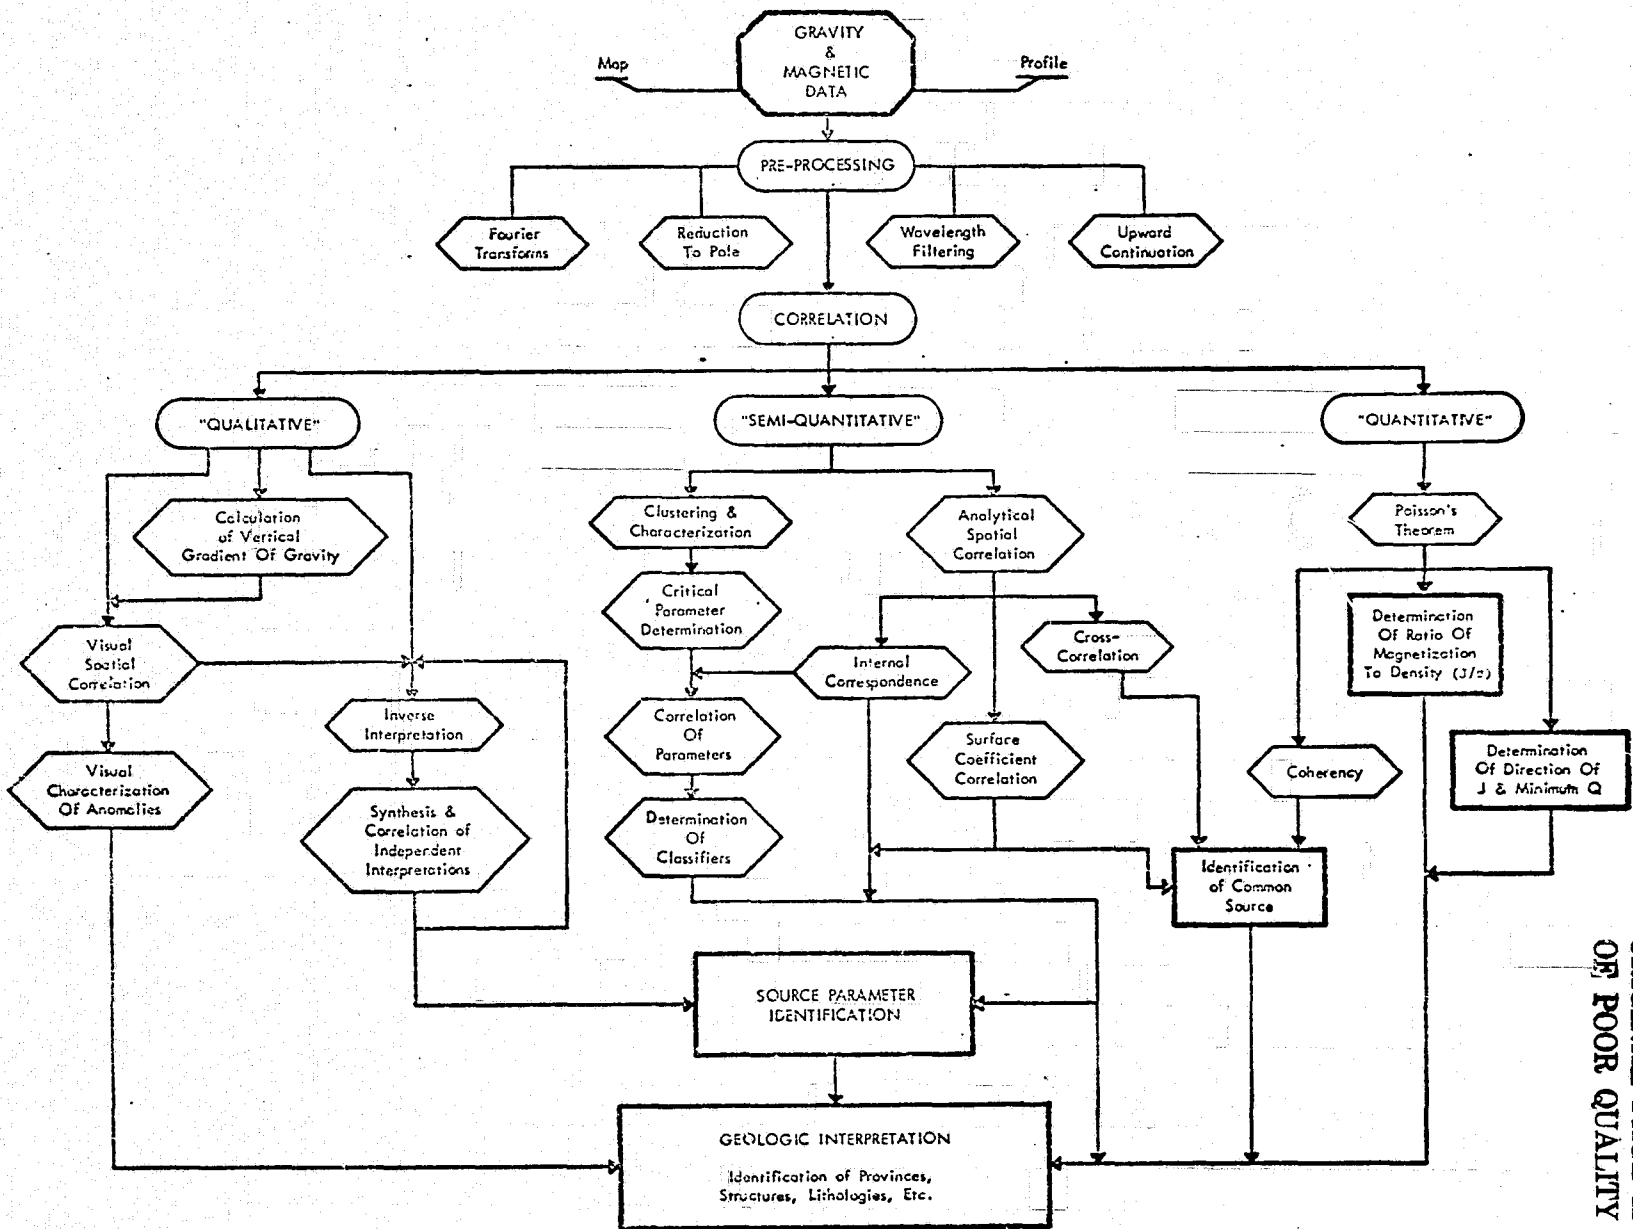 GRAVITY
&
MAGNETIC
DATA
Map
Profile
PRE-PROCESSING
Fourier
Transforms
Reduction
To Pole
Wavelength
Filtering
Upward
Continuation
CORRELATION
"QUALITATIVE"
"SEMI-QUANTITATIVE"
"QUANTITATIVE"
Calculation
of Vertical
Gradient Of Gravity
Clustering &
Characterization
Analytical
Spatial
Correlation
Poisson's
Theorem
Critical
Parameter
Determination
Determination
Of Ratio Of
Magnetization
To Density
Visual
Spatial
Correlation
Internal
Correspondence
Cross-
Correlation
Inverse
Interpretation
Correlation
Of
Parameters
Surface
Coefficient
Correlation
Visual
Characterization
Of Anomalies
Coherency
Determination
Of Direction Of
J & Minimum Q
Synthesis &
Correlation of
Independent
Interpretations
Determination
Of
Classifiers
Identification
of Common
Source
SOURCE PARAMETER
IDENTIFICATION
GEOLOGIC INTERPRETATION
Identification of Provinces,
Structures, Lithologies, Etc.
OF POOR QUALITY